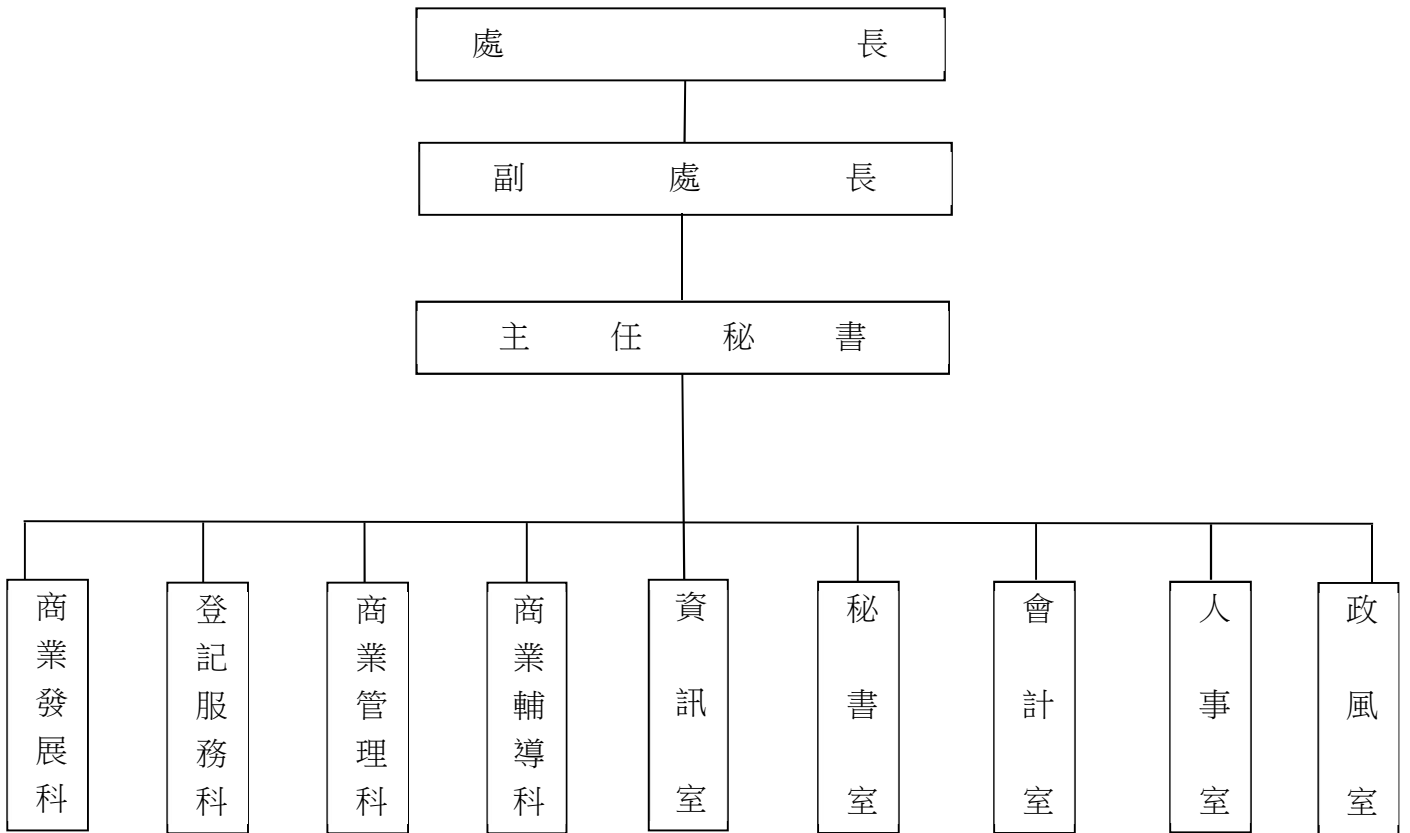 處長
副處長
主任秘書
商業發展科
登記服務科
商業管理科
商業輔導科
資訊室
秘書室
會計室
人事室
政風室